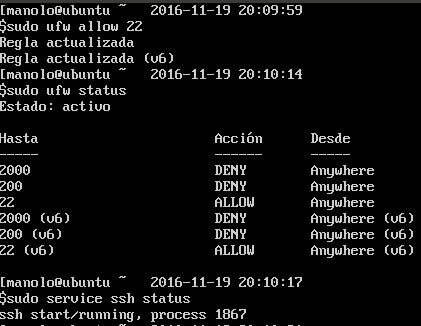 [manolo@ubuntu ~   2016-11-19 20:09:59
$sudo ufw allow 22
Regla actualizada
Regla actualizada (v6)
[manolo@ubuntu ~   2016-11-19 20:10:14
$sudo ufw status
Estado: activo
Hasta                      Acción      Desde
-----                      ------      -----
2000                       DENY        Anywhere
200                        DENY        Anywhere
22                         ALLOW       Anywhere
2000 (v6)                  DENY        Anywhere (v6)
200 (v6)                   DENY        Anywhere (v6)
22 (v6)                    ALLOW       Anywhere (v6)
[manolo@ubuntu ~   2016-11-19 20:10:17
$sudo service ssh status
ssh start/running, process 1867